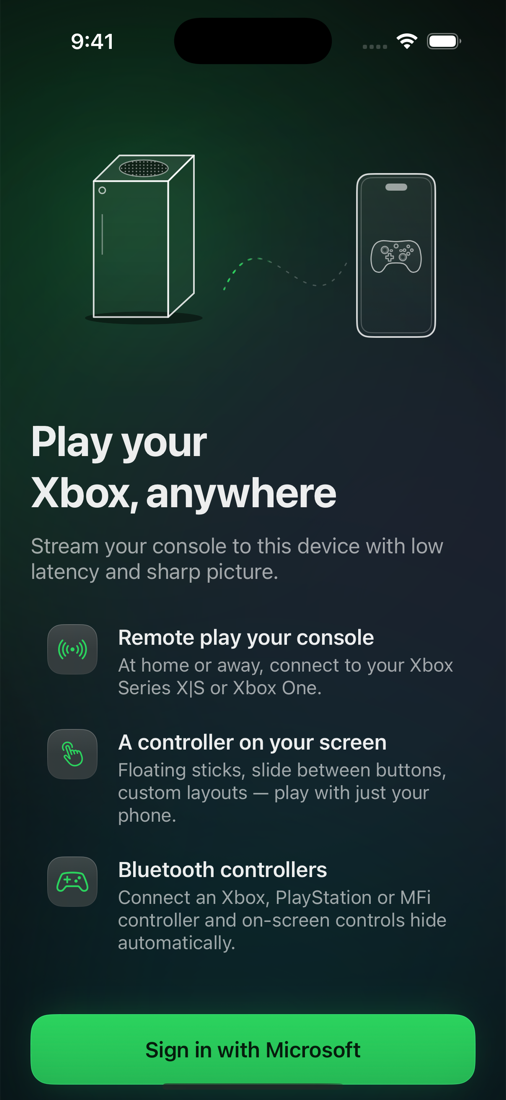 9:41
Play your
Xbox, anywhere
Stream your console to this device with low
latency and sharp picture.
Remote play your console
At home or away, connect to your Xbox
Series X|S or Xbox One.
A controller on your screen
Floating sticks, slide between buttons,
custom layouts — play with just your
phone.
Bluetooth controllers
Connect an Xbox, PlayStation or MFi
controller and on-screen controls hide
automatically.
Sign in with Microsoft